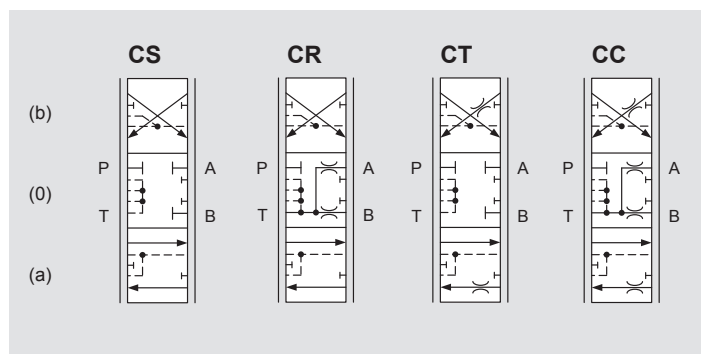 CS CR CT CC
(b)
P A P A P A P A
(0)
T B T B T B T B
(a)